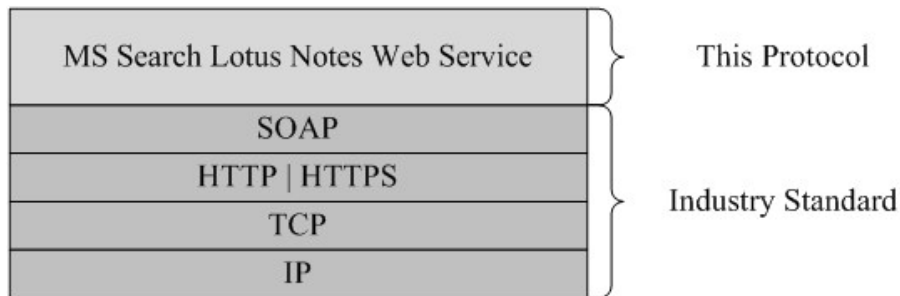 MS Search Lotus Notes Web Service
This Protocol
SOAP
HTTP | HTTPS
Industry Standard
TCP
IP